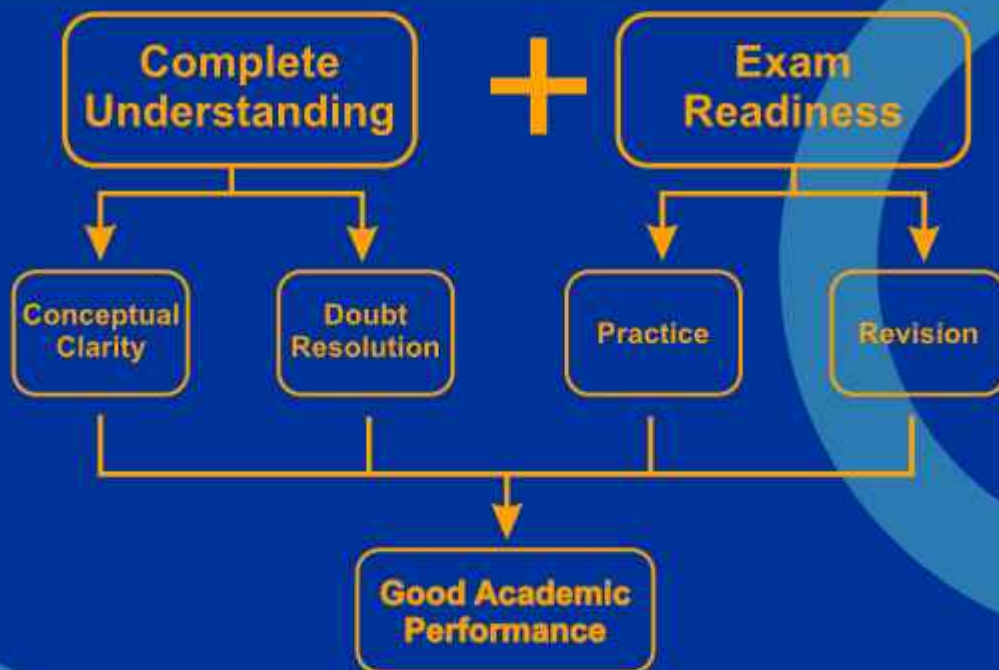 Complete
Understanding
+
Exam
Readiness
Conceptual
Clarity
Doubt
Resolution
Practice
Revision
Good Academic
Performance